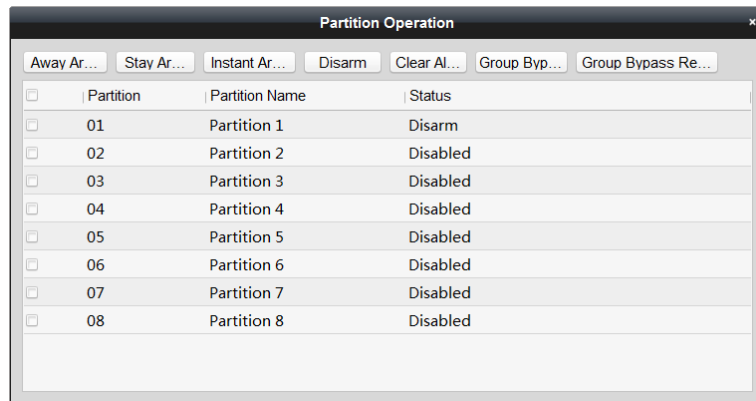 Partition Operation ×
Away Ar... Stay Ar... Instant Ar... Disarm Clear Al... Group Byp... Group Bypass Re...
Partition Partition Name Status
01 Partition 1 Disarm
02 Partition 2 Disabled
03 Partition 3 Disabled
04 Partition 4 Disabled
05 Partition 5 Disabled
06 Partition 6 Disabled
07 Partition 7 Disabled
08 Partition 8 Disabled